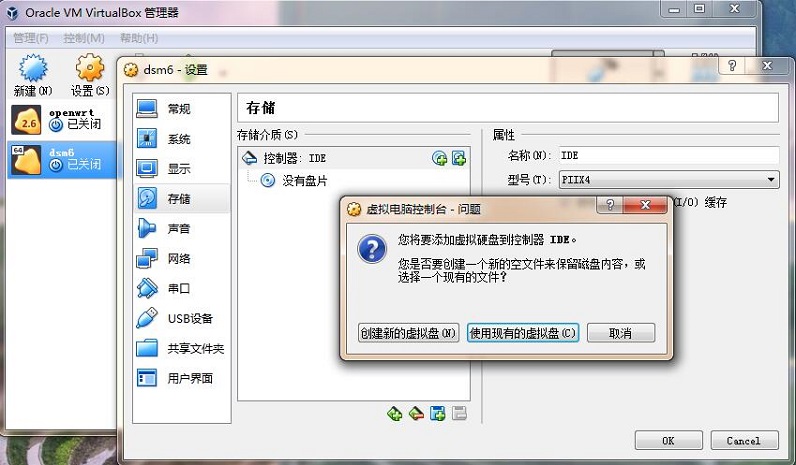 Oracle VM VirtualBox 管理器
管理(F) 控制(M) 帮助(H)
新建(N) 设置(S)
2.6 openwrt
已关闭
64 dsm6
已关闭
dsm6 - 设置
常规
系统
显示
存储
声音
网络
串口
USB设备
共享文件夹
用户界面
存储
存储介质(S)
控制器: IDE
没有盘片
属性
名称(N): IDE
型号(T): PIIX4
(I/O) 缓存
虚拟电脑控制台 - 问题
您将要添加虚拟硬盘到控制器 IDE。
您是否要创建一个新的空文件来保留磁盘内容，或
选择一个现有的文件?
创建新的虚拟盘(N) 使用现有的虚拟盘(C) 取消
OK Cancel